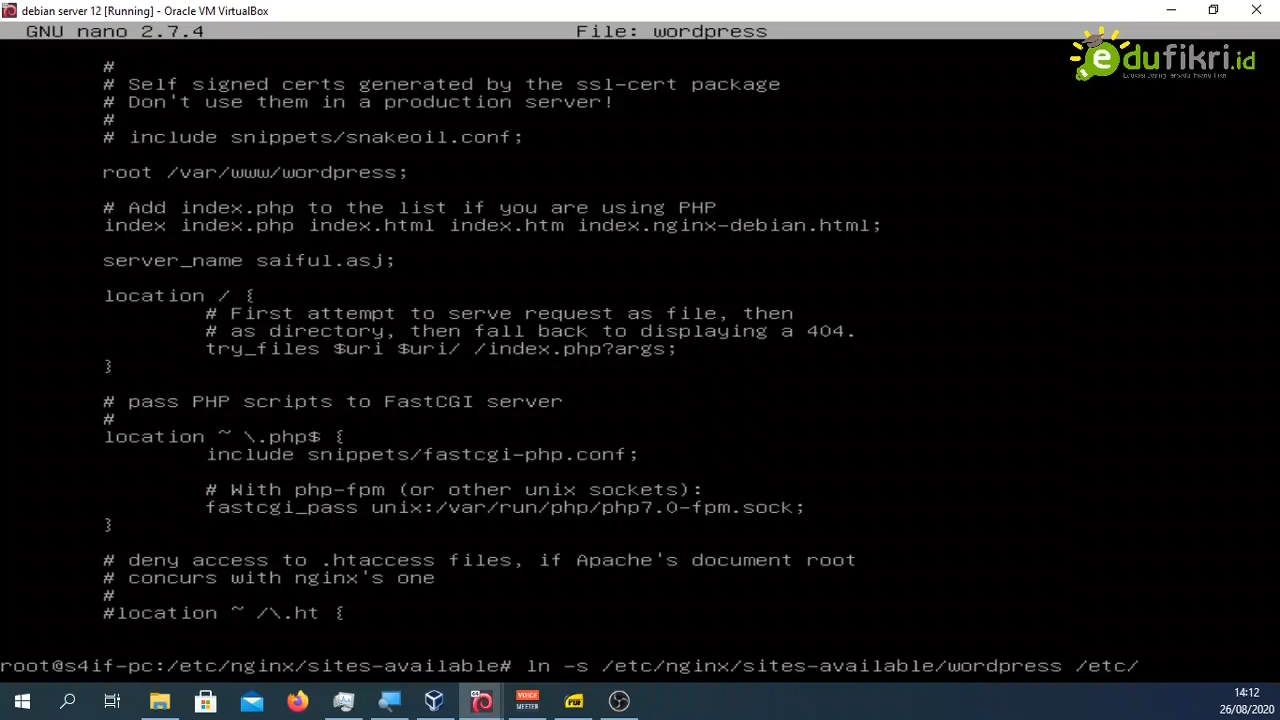 debian server 12 [Running] - Oracle VM VirtualBox
GNU nano 2.7.4 File: wordpress
edufikri.id
#
# Self signed certs generated by the ssl-cert package
# Don't use them in a production server!
#
# include snippets/snakeoil.conf;
root /var/www/wordpress;
# Add index.php to the list if you are using PHP
index index.php index.html index.htm index.nginx-debian.html;
server_name saiful.asj;
location / {
# First attempt to serve request as file, then
# as directory, then fall back to displaying a 404.
try_files $uri $uri/ /index.php?args;
}
# pass PHP scripts to FastCGI server
#
location ~ \.php$ {
include snippets/fastcgi-php.conf;
# With php-fpm (or other unix sockets):
fastcgi_pass unix:/var/run/php/php7.0-fpm.sock;
}
# deny access to .htaccess files, if Apache's document root
# concurs with nginx's one
#
#location ~ /\.ht {
root@s4if-pc:/etc/nginx/sites-available# ln -s /etc/nginx/sites-available/wordpress /etc/
VOICE
MEETER
14:12
26/08/2020